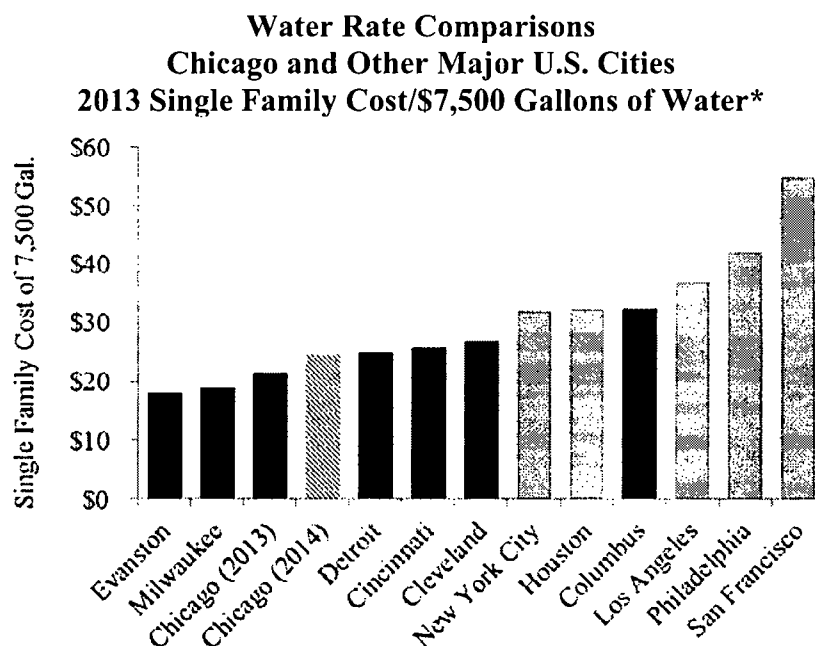 Water Rate Comparisons
Chicago and Other Major U.S. Cities
2013 Single Family Cost/$7,500 Gallons of Water*
Single Family Cost of 7,500 Gal.
$60
$50
$40
$30
$20
$10
$0
Evanston
Milwaukee
Chicago (2013)
Chicago (2014)
Detroit
Cincinnati
Cleveland
New York City
Houston
Columbus
Los Angeles
Philadelphia
San Francisco